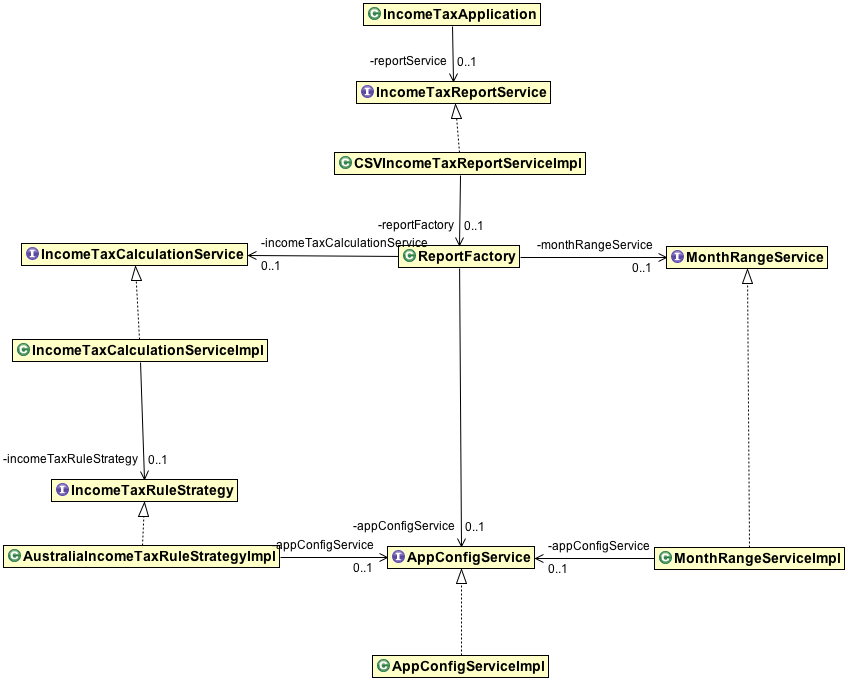 C IncomeTaxApplication
-reportService 0..1
I IncomeTaxReportService
C CSVIncomeTaxReportServiceImpl
-reportFactory 0..1
-incomeTaxCalculationService
-monthRangeService
I IncomeTaxCalculationService
C ReportFactory
I MonthRangeService
0..1
0..1
C IncomeTaxCalculationServiceImpl
-incomeTaxRuleStrategy 0..1
I IncomeTaxRuleStrategy
-appConfigService 0..1
C AustraliaIncomeTaxRuleStrategyImpl
-appConfigService
0..1
I AppConfigService
-appConfigService
0..1
C MonthRangeServiceImpl
C AppConfigServiceImpl